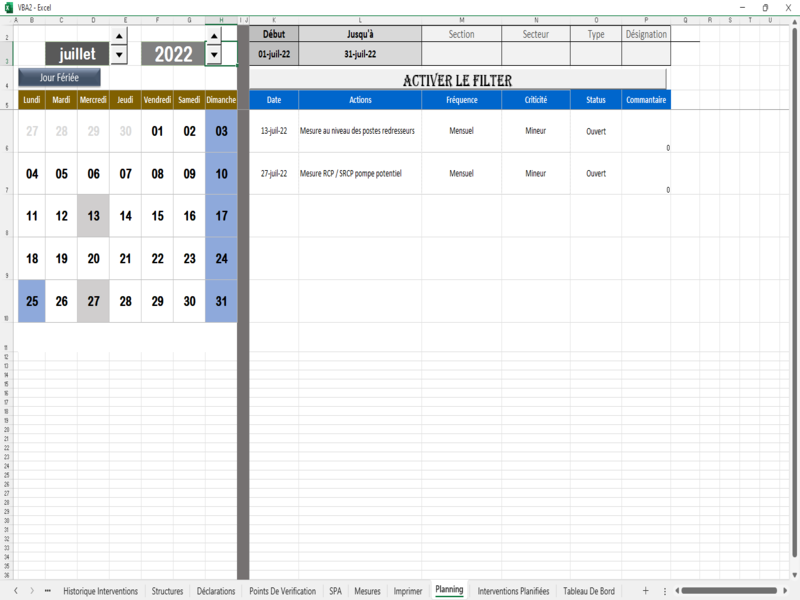 VBA2 - Excel
A B C D E F G H I J K L M N O P Q R S T U
2 Début Jusqu'à Section Secteur Type Désignation
3 juillet 2022 01-juil-22 31-juil-22
4 Jour Fériée ACTIVER LE FILTER
5 Lundi Mardi Mercredi Jeudi Vendredi Samedi Dimanche Date Actions Fréquence Criticité Status Commantaire
6 27 28 29 30 01 02 03 13-juil-22 Mesure au niveau des postes redresseurs Mensuel Mineur Ouvert 0
7 04 05 06 07 08 09 10 27-juil-22 Mesure RCP / SRCP pompe potentiel Mensuel Mineur Ouvert 0
8 11 12 13 14 15 16 17
9 18 19 20 21 22 23 24
10 25 26 27 28 29 30 31
11
12
13
14
15
16
17
18
19
20
21
22
23
24
25
26
27
28
29
30
31
32
33
34
35
36
Historique Interventions Structures Déclarations Points De Verification SPA Mesures Imprimer Planning Interventions Planifiées Tableau De Bord